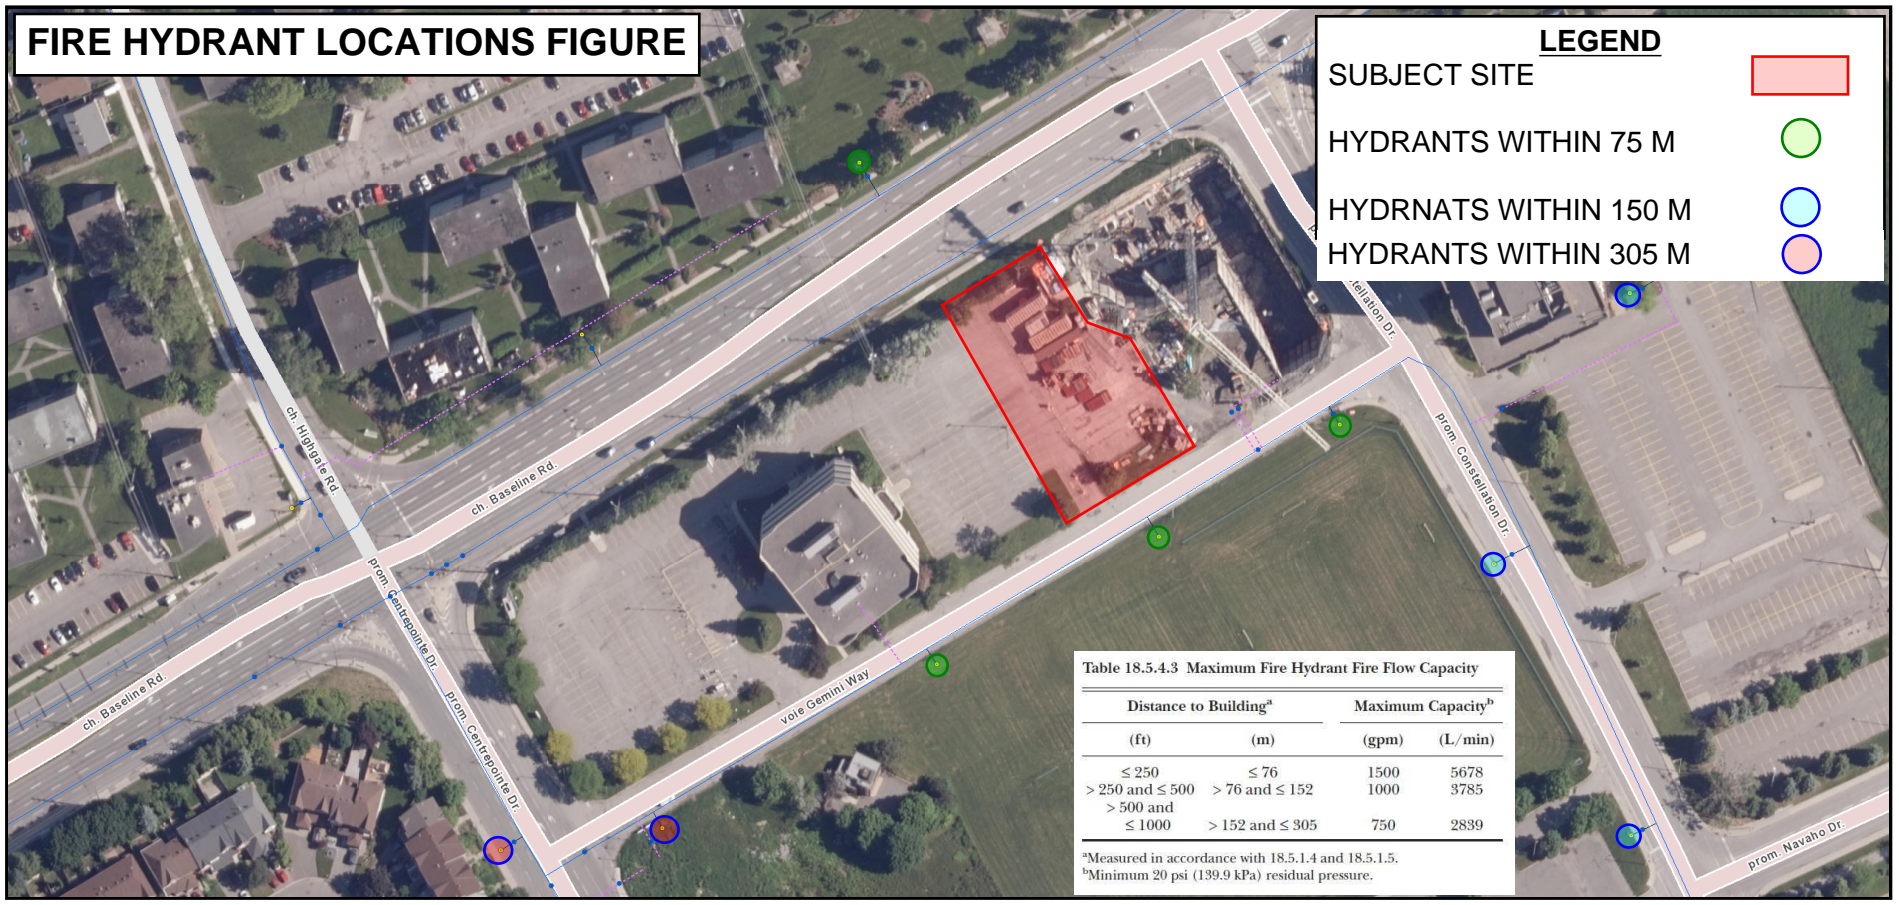 FIRE HYDRANT LOCATIONS FIGURE
LEGEND
SUBJECT SITE
HYDRANTS WITHIN 75 M
HYDRNATS WITHIN 150 M
HYDRANTS WITHIN 305 M
stellation Dr.
ch. Highgate Rd.
ch. Baseline Rd.
prom. Constellation Dr.
prom. Centrepointe Dr.
ch. Baseline Rd.
prom. Centrepointe Dr.
voie Gemini Way
prom. Navaho Dr.
Table 18.5.4.3 Maximum Fire Hydrant Fire Flow Capacity
Distance to Buildingᵃ Maximum Capacityᵇ
(ft) (m) (gpm) (L/min)
≤ 250 ≤ 76 1500 5678
> 250 and ≤ 500 > 76 and ≤ 152 1000 3785
> 500 and
≤ 1000 > 152 and ≤ 305 750 2839
ᵃMeasured in accordance with 18.5.1.4 and 18.5.1.5.
ᵇMinimum 20 psi (139.9 kPa) residual pressure.